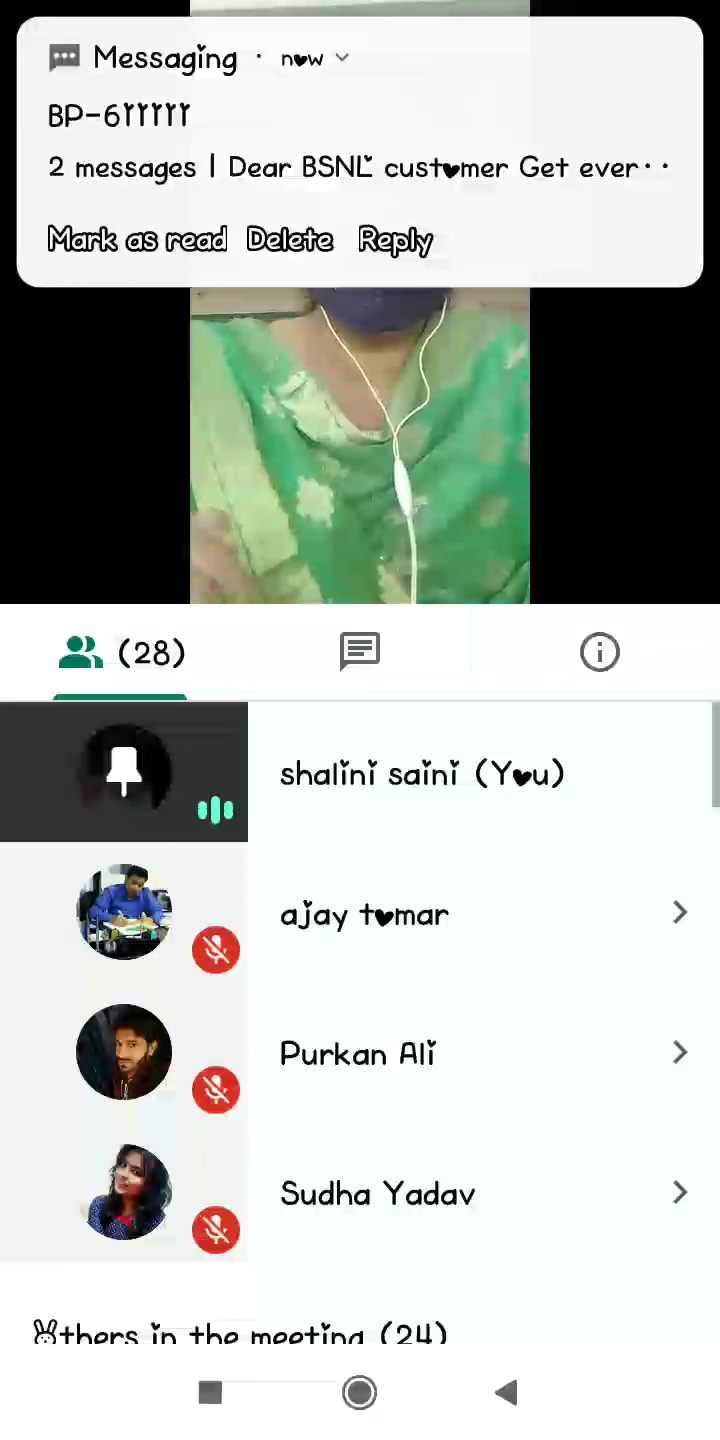 Messaging · now
BP-611111
2 messages | Dear BSNL customer Get ever··
Mark as read Delete Reply
(28)
shalini saini (You)
ajay tomar
Purkan Ali
Sudha Yadav
Others in the meeting (24)